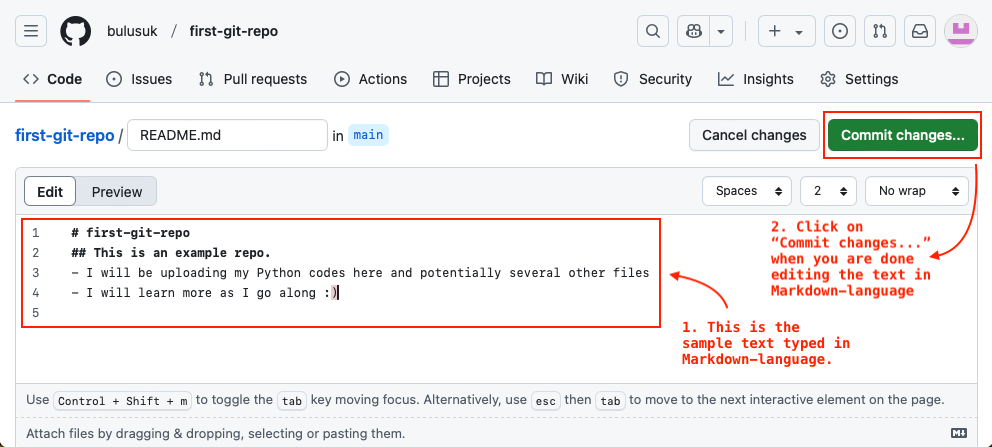 bulusuk / first-git-repo
Code Issues Pull requests Actions Projects Wiki Security Insights Settings
first-git-repo / README.md in main Cancel changes Commit changes...
Edit Preview Spaces 2 No wrap
1 # first-git-repo
2 ## This is an example repo.
3 - I will be uploading my Python codes here and potentially several other files
4 - I will learn more as I go along :)
5
2. Click on
“Commit changes...”
when you are done
editing the text in
Markdown-language
1. This is the
sample text typed in
Markdown-language.
Use Control + Shift + m to toggle the tab key moving focus. Alternatively, use esc then tab to move to the next interactive element on the page.
Attach files by dragging & dropping, selecting or pasting them.